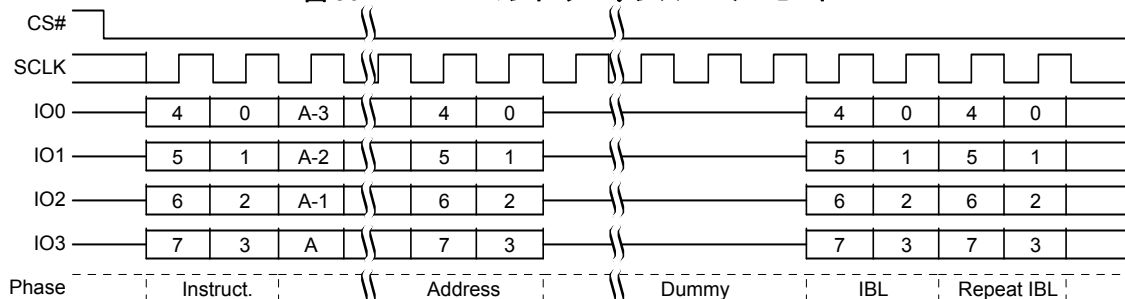 CS#
SCLK
IO0 4 0 A-3 4 0 4 0 4 0
IO1 5 1 A-2 5 1 5 1 5 1
IO2 6 2 A-1 6 2 6 2 6 2
IO3 7 3 A 7 3 7 3 7 3
Phase Instruct. Address Dummy IBL Repeat IBL